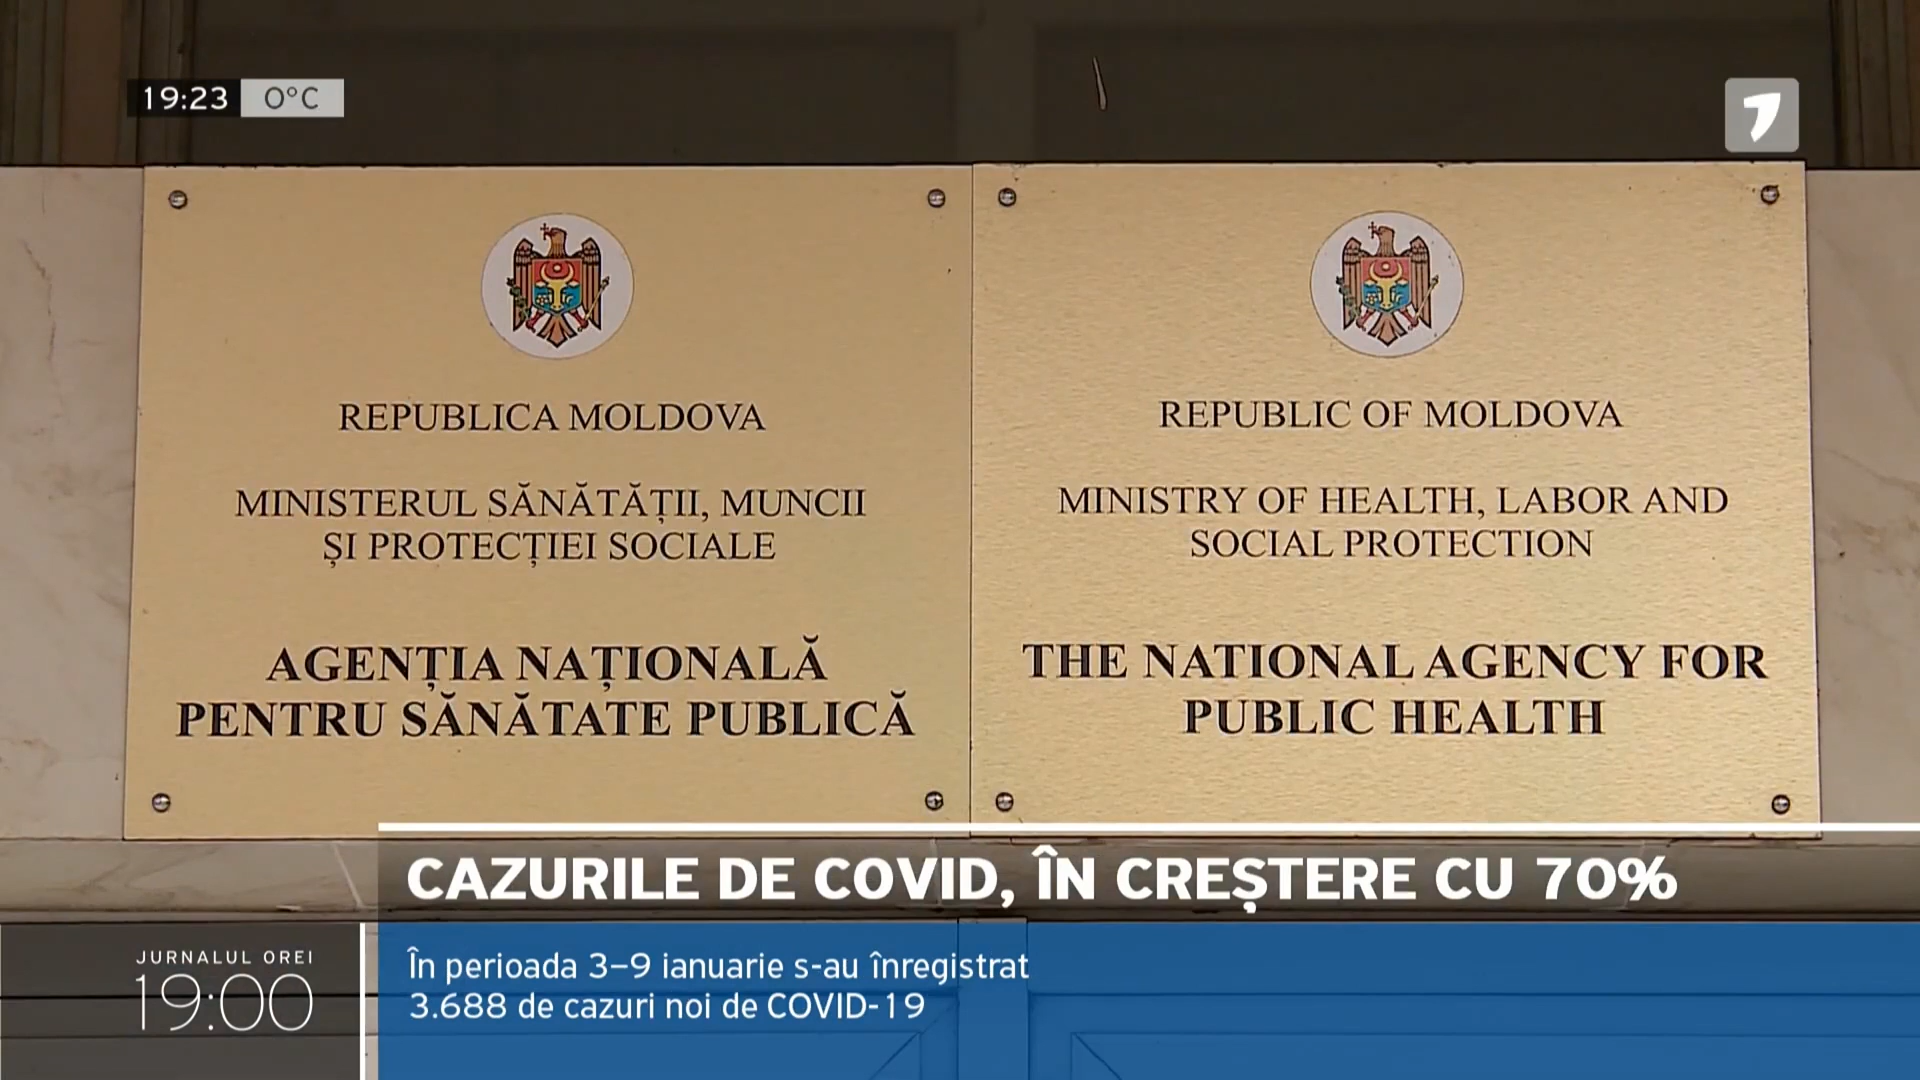 19:23 0°C
REPUBLICA MOLDOVA
MINISTERUL SĂNĂTĂȚII, MUNCII
ȘI PROTECȚIEI SOCIALE
AGENȚIA NAȚIONALĂ
PENTRU SĂNĂTATE PUBLICĂ
REPUBLIC OF MOLDOVA
MINISTRY OF HEALTH, LABOR AND
SOCIAL PROTECTION
THE NATIONAL AGENCY FOR
PUBLIC HEALTH
CAZURILE DE COVID, ÎN CREȘTERE CU 70%
JURNALUL OREI
19:00
În perioada 3–9 ianuarie s-au înregistrat
3.688 de cazuri noi de COVID-19